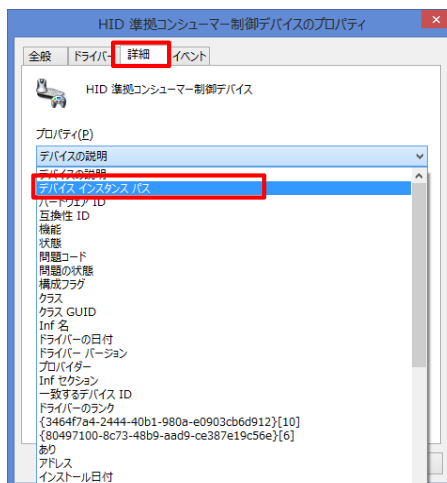 HID 準拠コンシューマー制御デバイスのプロパティ
全般 ドライバー 詳細 イベント
HID 準拠コンシューマー制御デバイス
プロパティ(P)
デバイスの説明
デバイスの説明
デバイス インスタンス パス
ハードウェア ID
互換性 ID
機能
状態
問題コード
問題の状態
構成フラグ
クラス
クラス GUID
Inf 名
ドライバーの日付
ドライバー バージョン
プロバイダー
Inf セクション
一致するデバイス ID
ドライバーのランク
{3464f7a4-2444-40b1-980a-e0903cb6d912}[10]
{80497100-8c73-48b9-aad9-ce387e19c56e}[6]
あり
アドレス
インストール日付